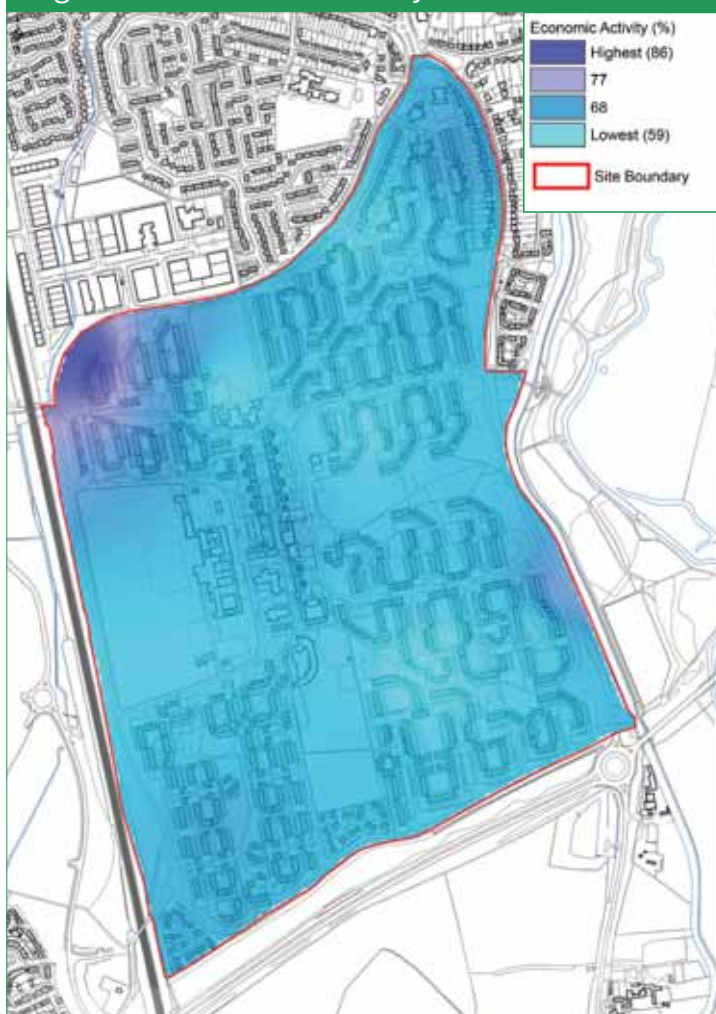 Economic Activity (%)
Highest (86)
77
68
Lowest (59)
Site Boundary